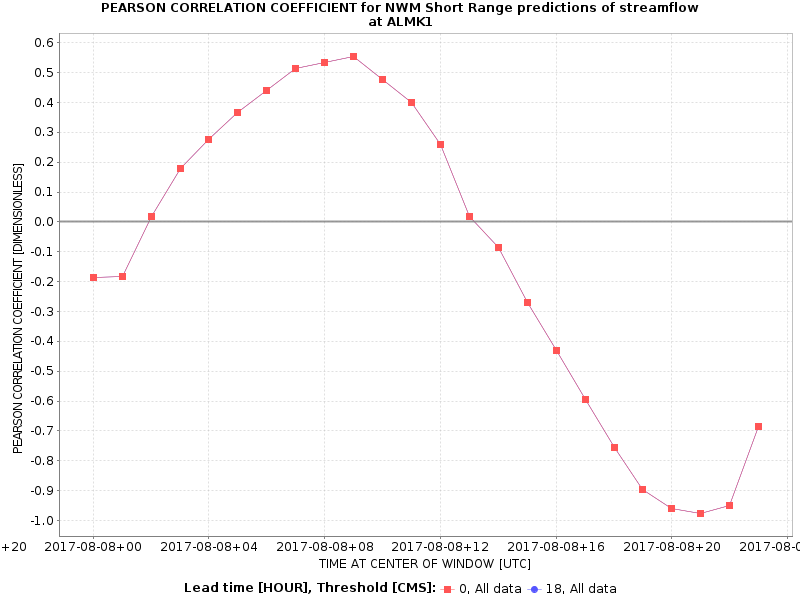 PEARSON CORRELATION COEFFICIENT for NWM Short Range predictions of streamflow
at ALMK1
PEARSON CORRELATION COEFFICIENT [DIMENSIONLESS]
0.6
0.5
0.4
0.3
0.2
0.1
0.0
-0.1
-0.2
-0.3
-0.4
-0.5
-0.6
-0.7
-0.8
-0.9
-1.0
+20 2017-08-08+00 2017-08-08+04 2017-08-08+08 2017-08-08+12 2017-08-08+16 2017-08-08+20 2017-08-0
TIME AT CENTER OF WINDOW [UTC]
Lead time [HOUR], Threshold [CMS]: 0, All data 18, All data